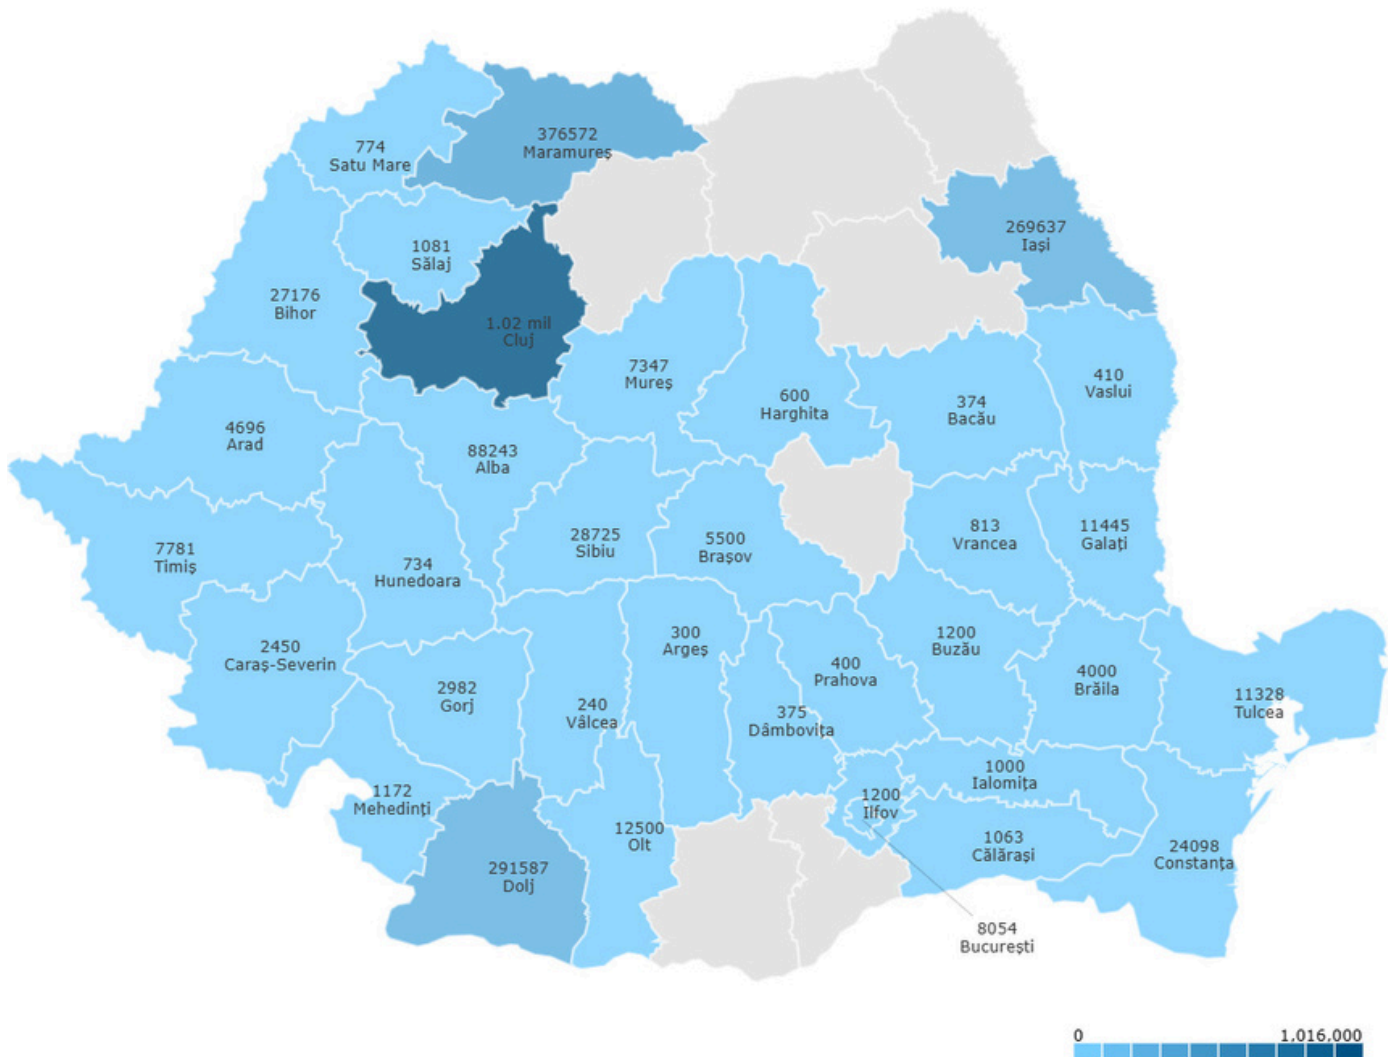 774
Satu Mare
376572
Maramureș
269637
Iași
1081
Sălaj
27176
Bihor
1.02 mil
Cluj
7347
Mureș
600
Harghita
374
Bacău
410
Vaslui
4696
Arad
88243
Alba
28725
Sibiu
5500
Brașov
813
Vrancea
11445
Galați
7781
Timiș
734
Hunedoara
2450
Caraș-Severin
2982
Gorj
240
Vâlcea
300
Argeș
375
Dâmbovița
400
Prahova
1200
Buzău
4000
Brăila
11328
Tulcea
1172
Mehedinți
291587
Dolj
12500
Olt
1200
Ilfov
1000
Ialomița
1063
Călărași
24098
Constanța
8054
București
0 1,016,000